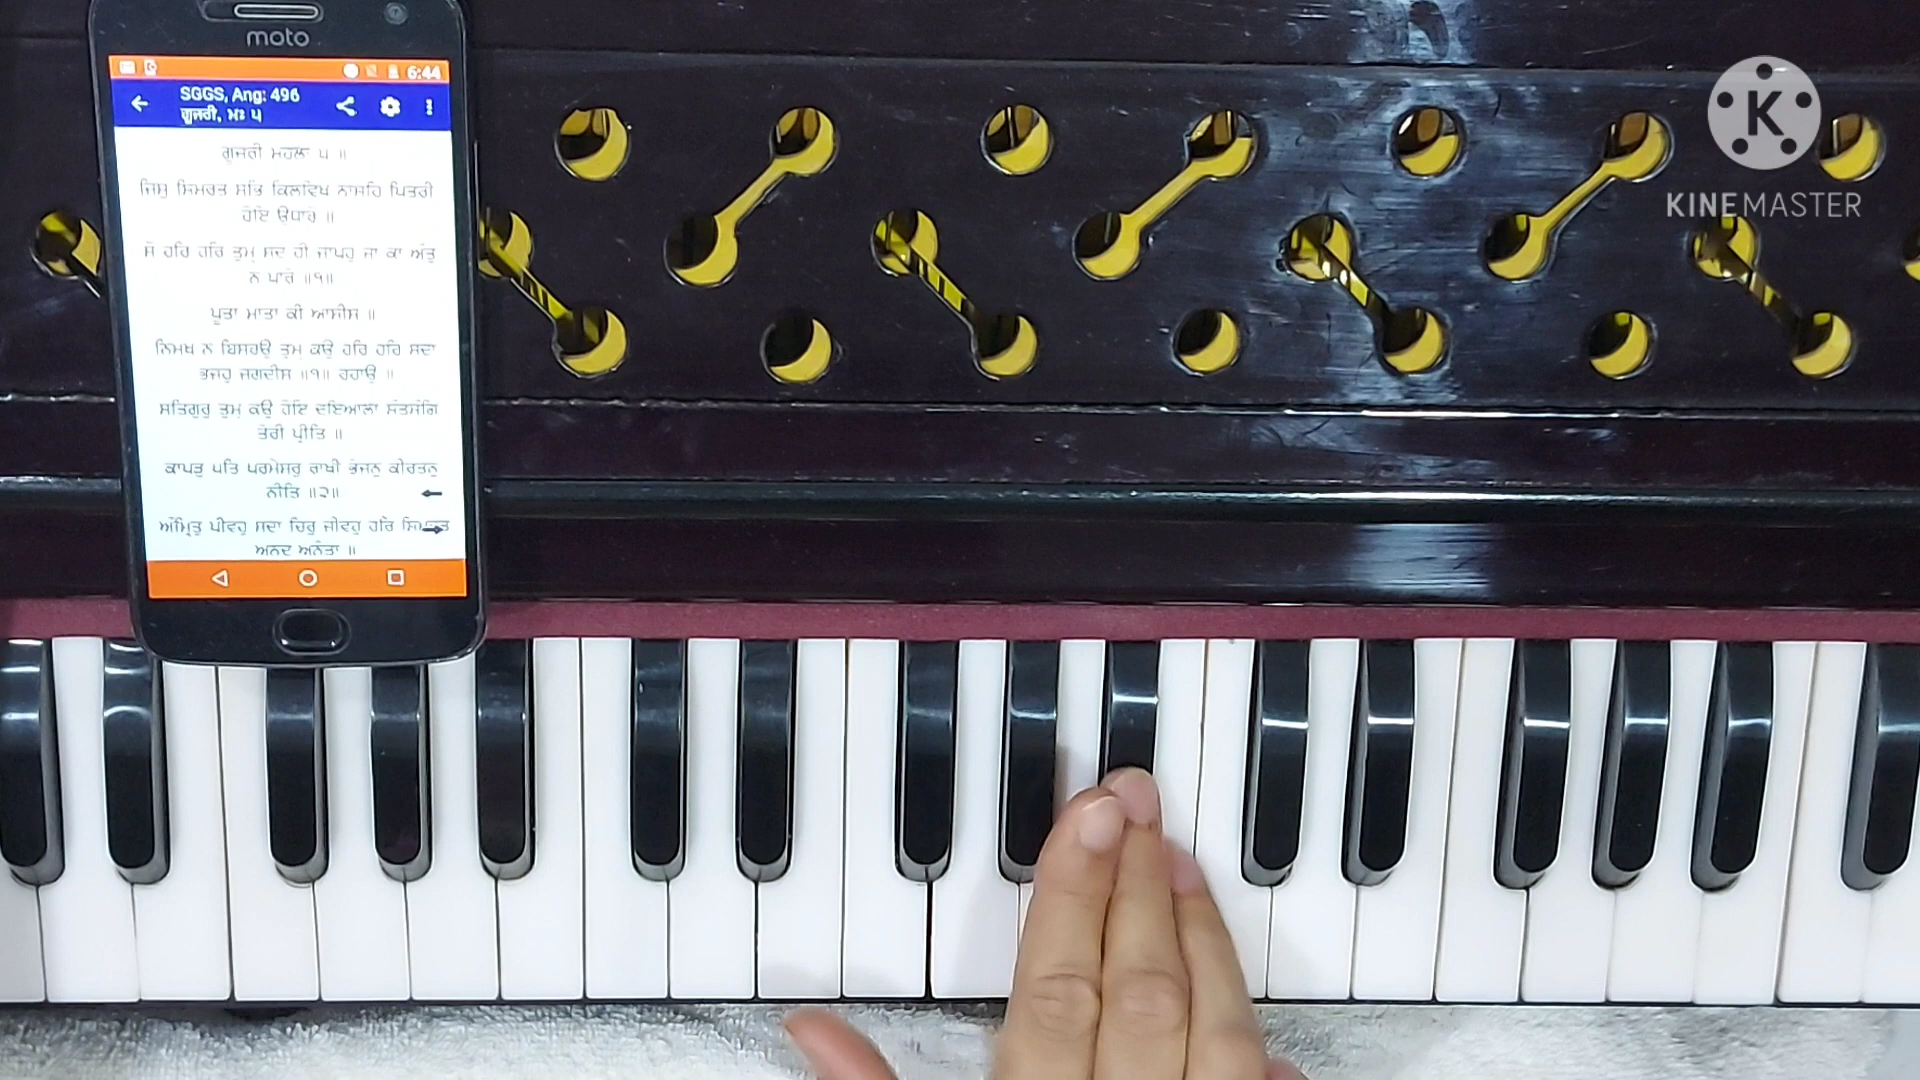 moto
6:44
SGGS, Ang: 496
ਗੂਜਰੀ, ਮਃ ੫
ਗੂਜਰੀ ਮਹਲਾ ੫ ॥
ਜਿਸੁ ਸਿਮਰਤ ਸਭਿ ਕਿਲਵਿਖ ਨਾਸਹਿ ਪਿਤਰੀ
ਹੋਇ ਉਧਾਰੋ ॥
ਸੋ ਹਰਿ ਹਰਿ ਤੁਮ੍ ਸਦ ਹੀ ਜਾਪਹੁ ਜਾ ਕਾ ਅੰਤੁ
ਨ ਪਾਰੋ ॥੧॥
ਪੂਤਾ ਮਾਤਾ ਕੀ ਆਸੀਸ ॥
ਨਿਮਖ ਨ ਬਿਸਰਉ ਤੁਮ੍ ਕਉ ਹਰਿ ਹਰਿ ਸਦਾ
ਭਜਹੁ ਜਗਦੀਸ ॥੧॥ ਰਹਾਉ ॥
ਸਤਿਗੁਰੁ ਤੁਮ੍ ਕਉ ਹੋਇ ਦਇਆਲਾ ਸੰਤਸੰਗਿ
ਤੇਰੀ ਪ੍ਰੀਤਿ ॥
ਕਾਪੜੁ ਪਤਿ ਪਰਮੇਸਰੁ ਰਾਖੀ ਭੋਜਨੁ ਕੀਰਤਨੁ
ਨੀਤਿ ॥੨॥
ਅੰਮ੍ਰਿਤੁ ਪੀਵਹੁ ਸਦਾ ਚਿਰੁ ਜੀਵਹੁ ਹਰਿ ਸਿਮਰਤ
ਅਨਦ ਅਨੰਤਾ ॥
K
KINEMASTER